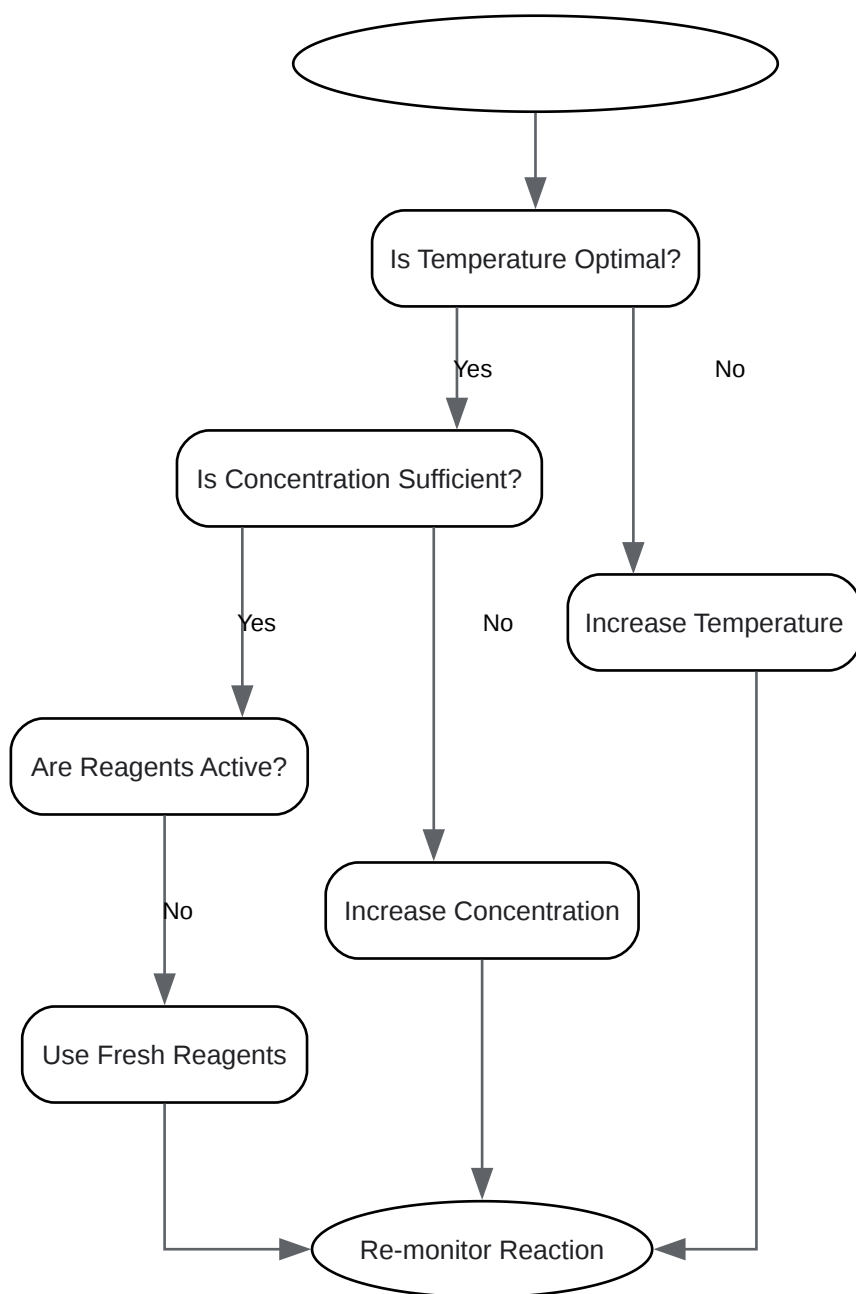 Is Temperature Optimal?
Yes
No
Is Concentration Sufficient?
Yes
No
Increase Temperature
Are Reagents Active?
No
Increase Concentration
Use Fresh Reagents
Re-monitor Reaction